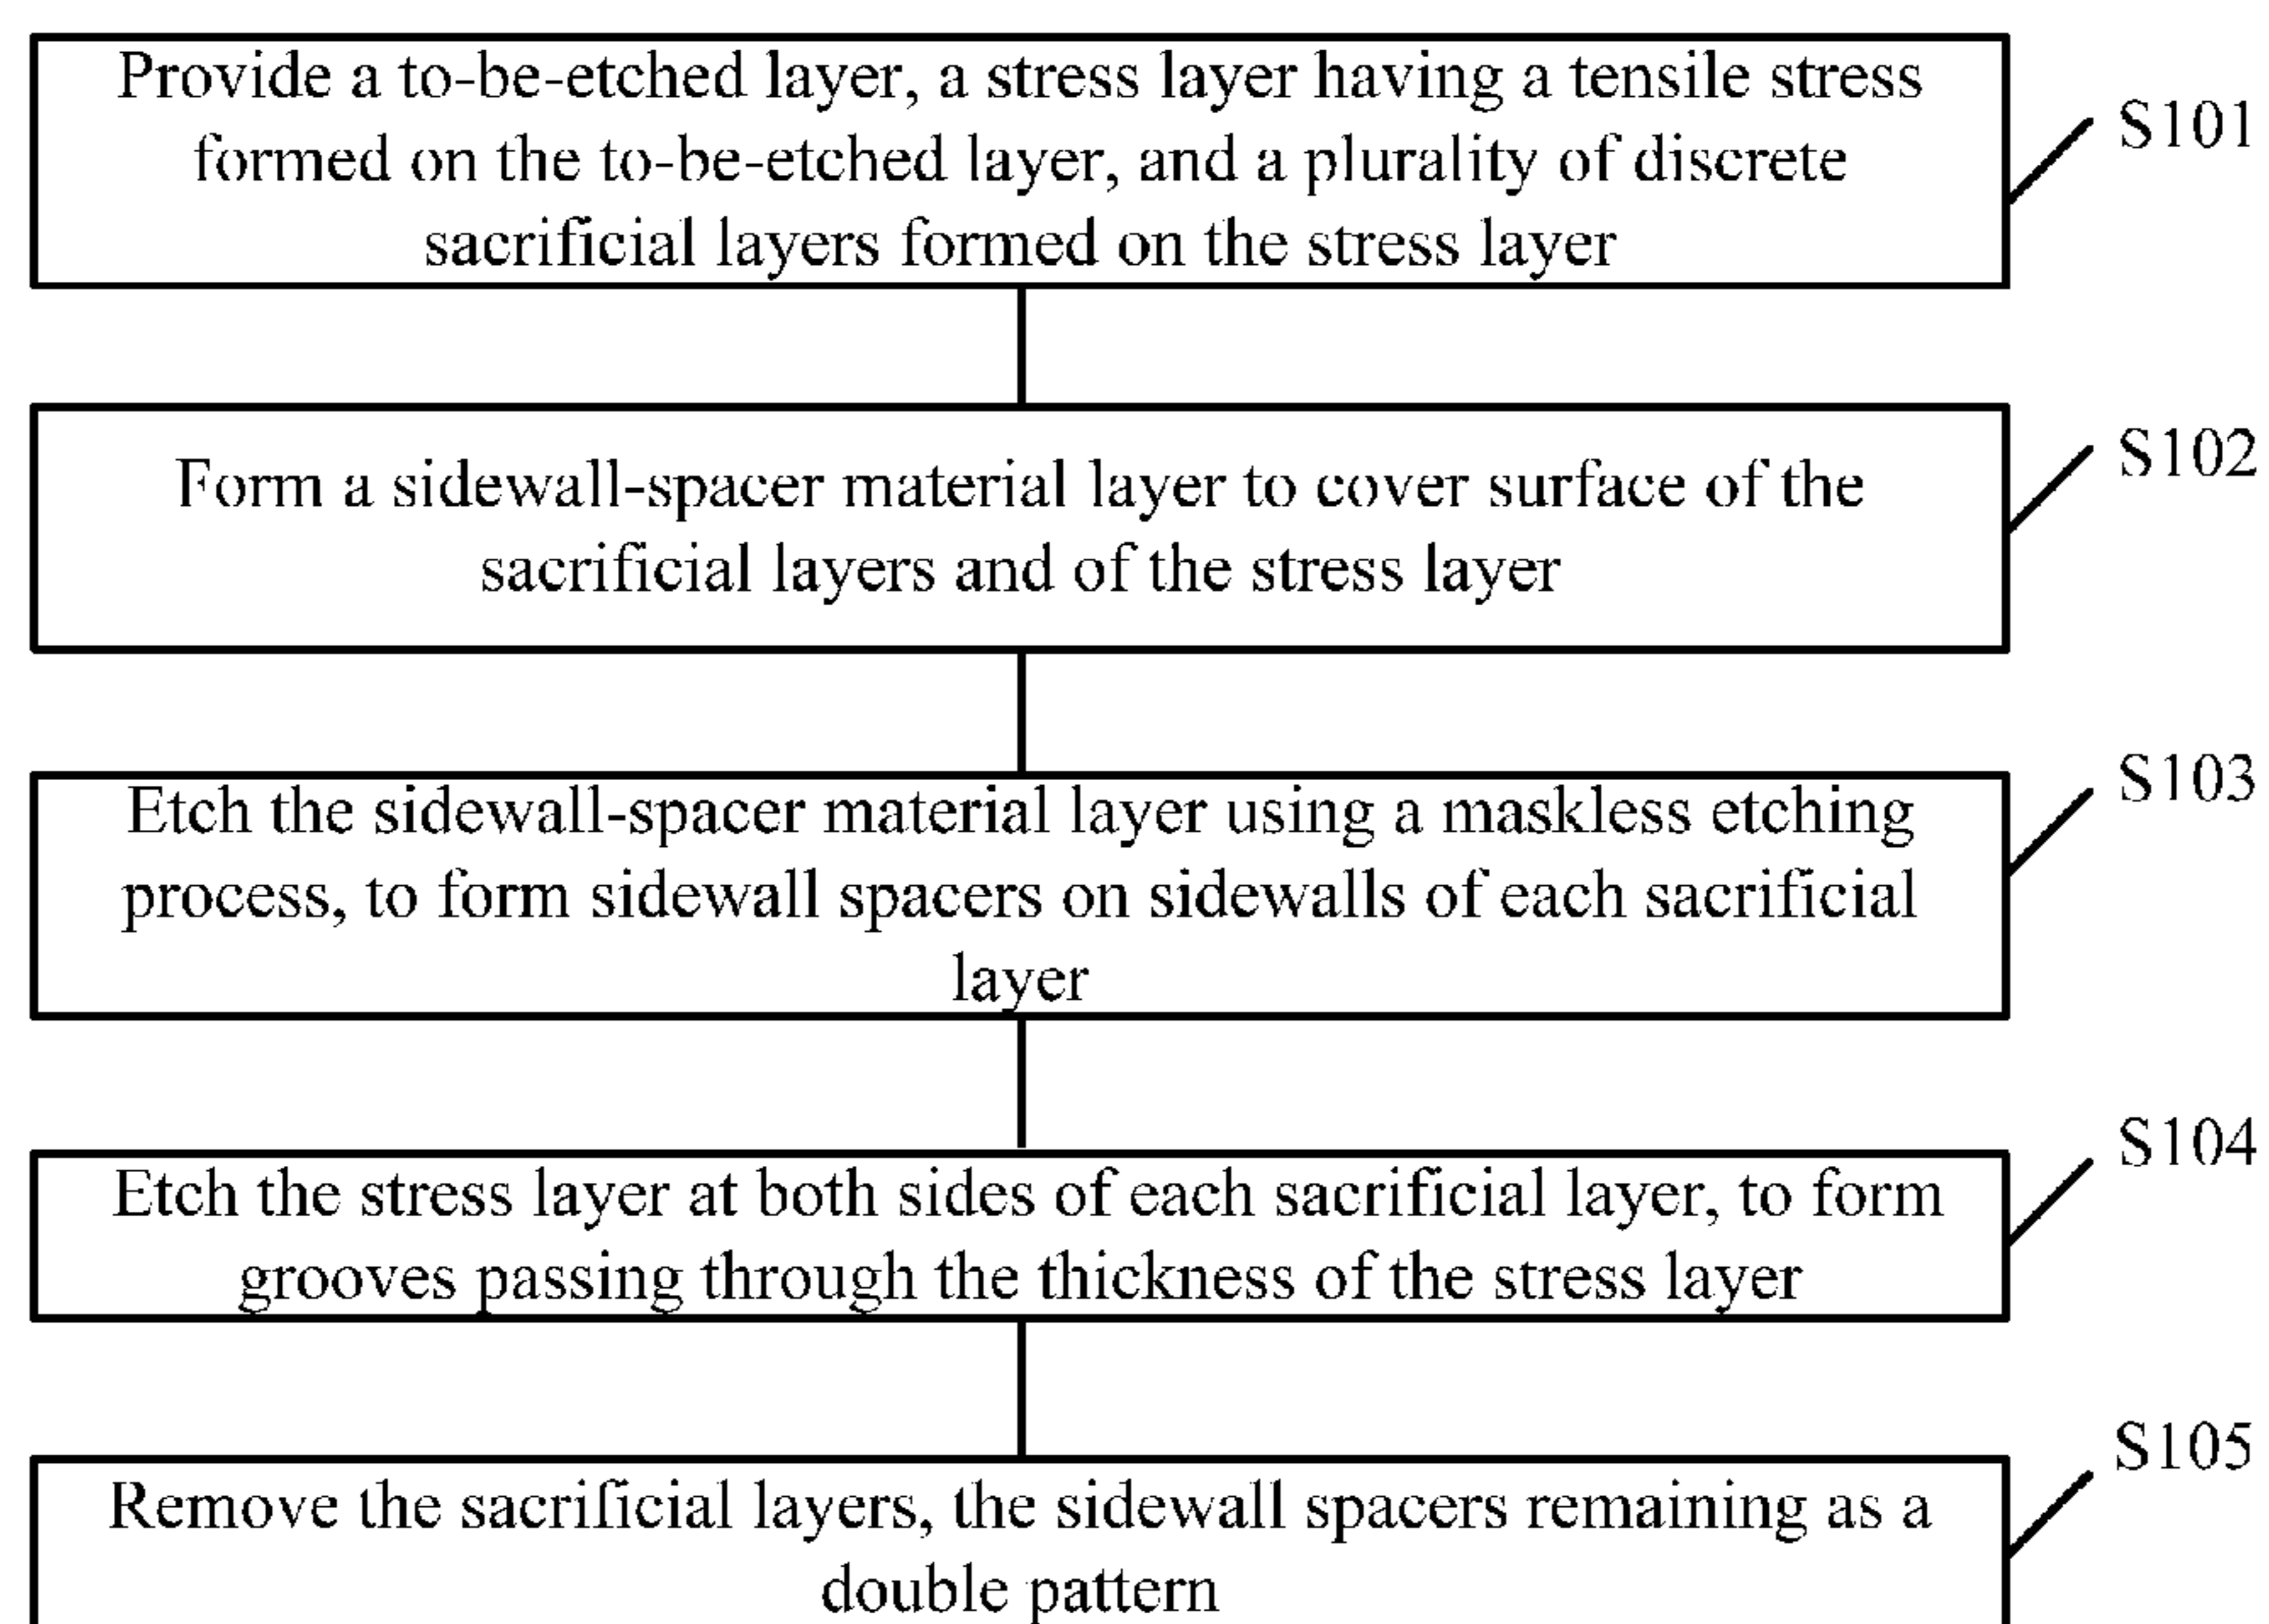 Provide a to-be-etched layer, a stress layer having a tensile stress
formed on the to-be-etched layer, and a plurality of discrete
sacrificial layers formed on the stress layer
S101
Form a sidewall-spacer material layer to cover surface of the
sacrificial layers and of the stress layer
S102
Etch the sidewall-spacer material layer using a maskless etching
process, to form sidewall spacers on sidewalls of each sacrificial
layer
S103
Etch the stress layer at both sides of each sacrificial layer, to form
grooves passing through the thickness of the stress layer
S104
Remove the sacrificial layers, the sidewall spacers remaining as a
double pattern
S105